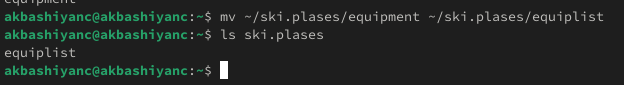 equipment
akbashiyanc@akbashiyanc:~$ mv ~/ski.plases/equipment ~/ski.plases/equiplist
akbashiyanc@akbashiyanc:~$ ls ski.plases
equiplist
akbashiyanc@akbashiyanc:~$